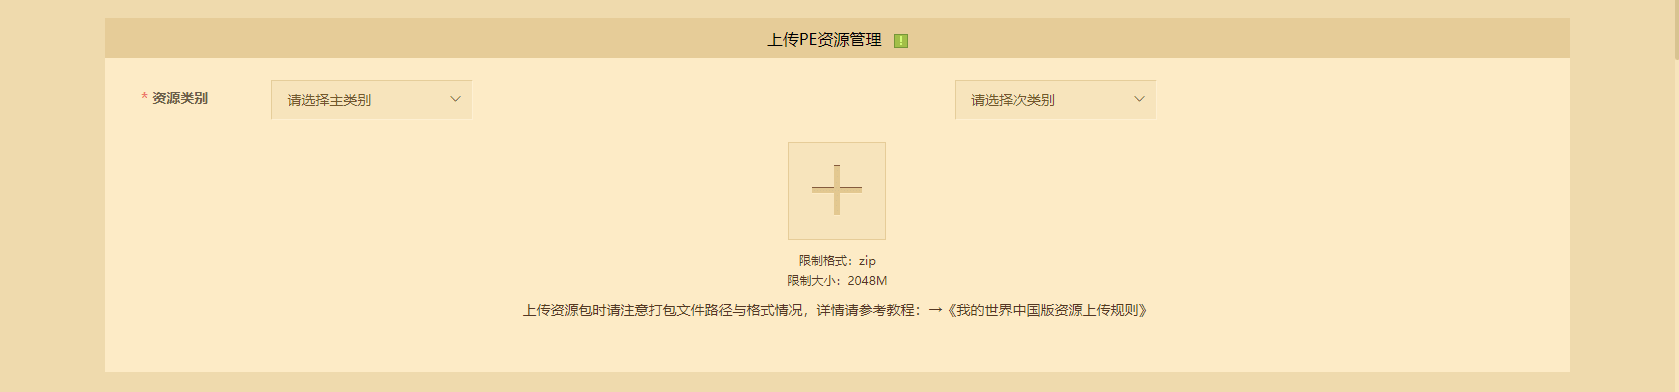 上传PE资源管理 !
* 资源类别 请选择主类别 请选择次类别
限制格式：zip
限制大小：2048M
上传资源包时请注意打包文件路径与格式情况，详情请参考教程：→《我的世界中国版资源上传规则》